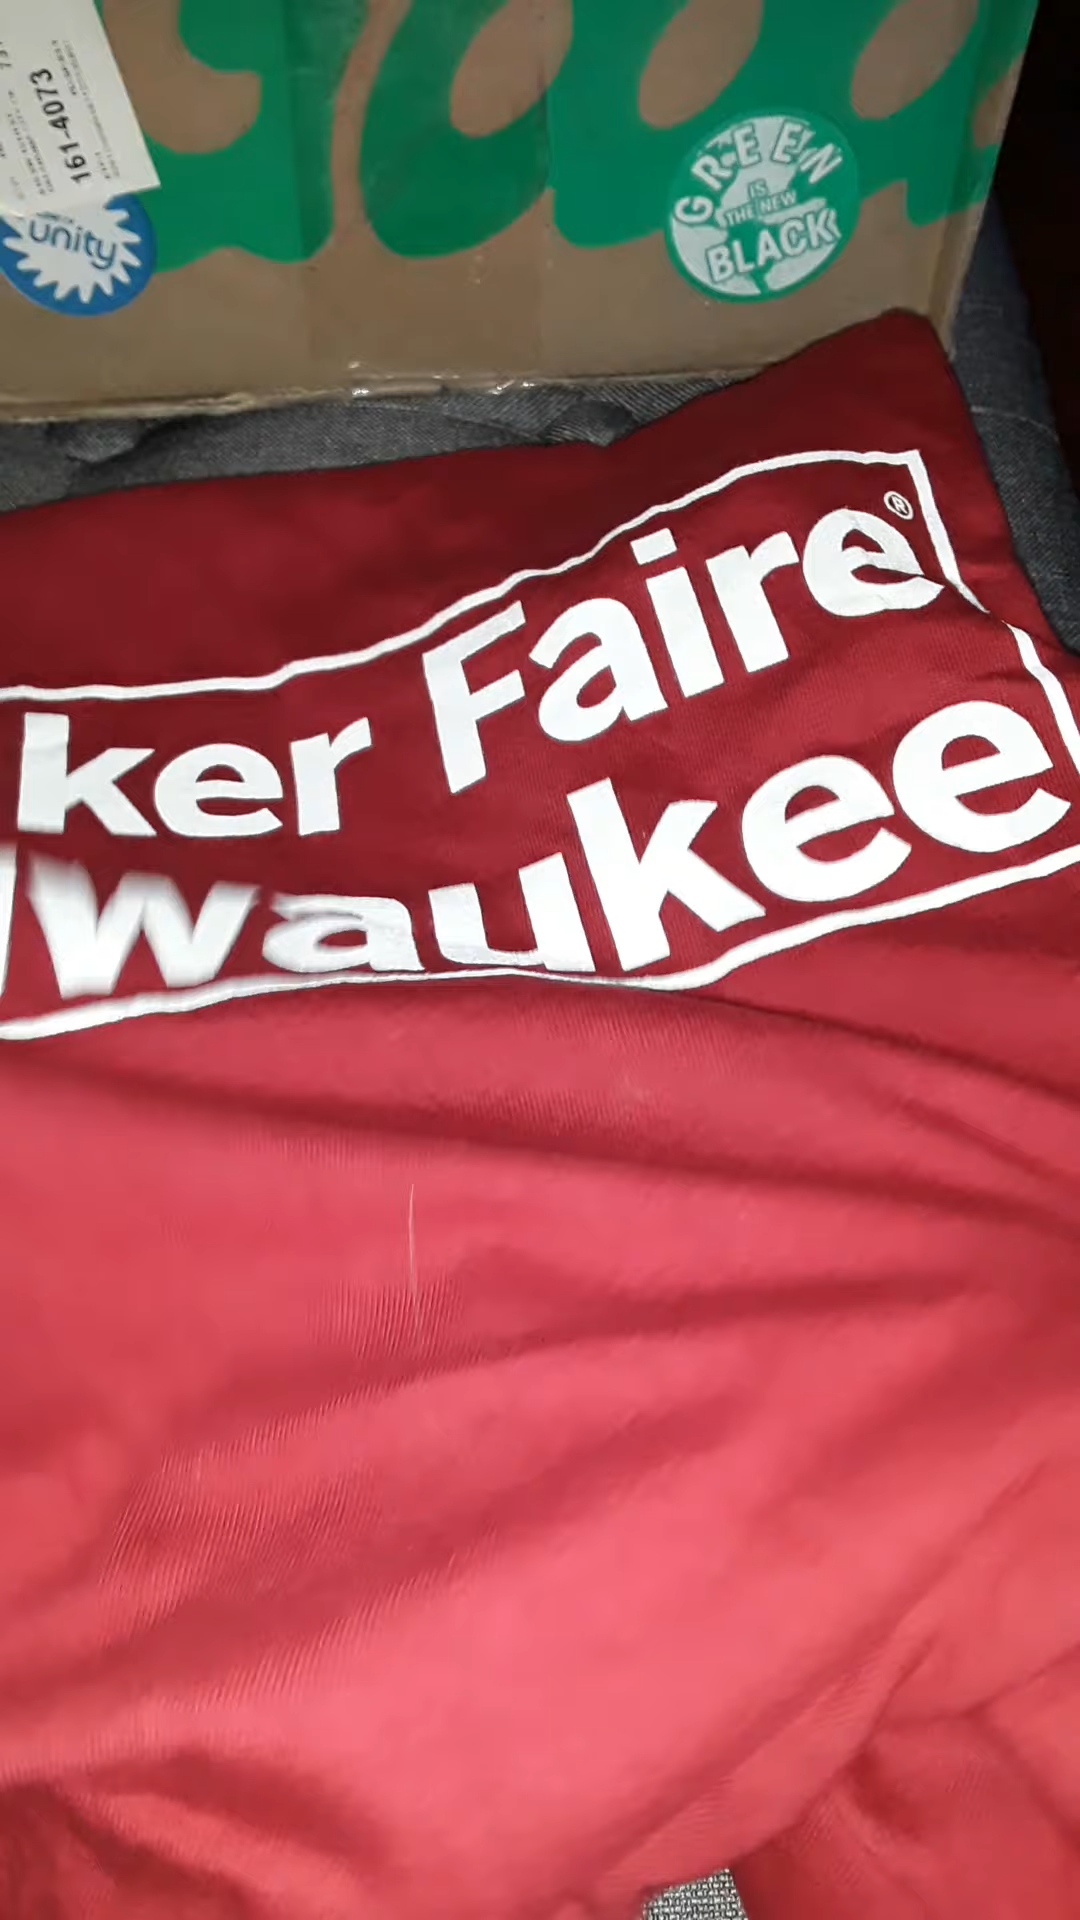 161-4073
unity
GREEN
IS
THE NEW
BLACK
ker Faire®
waukee